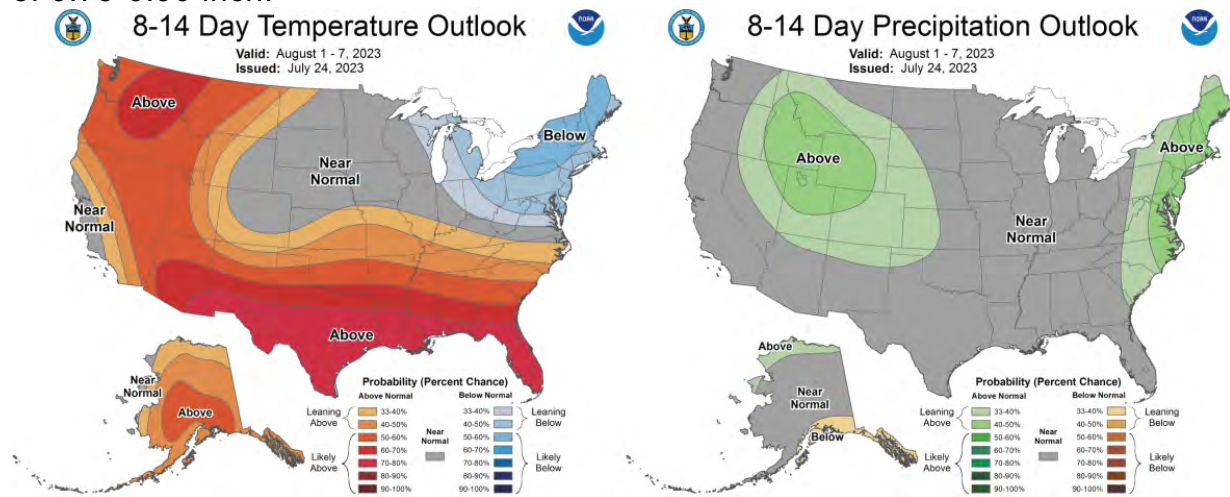 8-14 Day Temperature Outlook
Valid: August 1 - 7, 2023
Issued: July 24, 2023
NOAA
Above
Near
Normal
Below
Near
Normal
Above
Near
Normal
Above
Probability (Percent Chance)
Above Normal
Below Normal
Leaning
Above
33-40%
40-50%
Likely
Above
50-60%
60-70%
70-80%
80-90%
90-100%
Near
Normal
33-40%
40-50%
Leaning
Below
50-60%
60-70%
70-80%
80-90%
90-100%
Likely
Below
8-14 Day Precipitation Outlook
Valid: August 1 - 7, 2023
Issued: July 24, 2023
NOAA
Above
Above
Near
Normal
Above
Near
Normal
Below
Probability (Percent Chance)
Above Normal
Below Normal
Leaning
Above
33-40%
40-50%
Likely
Above
50-60%
60-70%
70-80%
80-90%
90-100%
Near
Normal
33-40%
40-50%
Leaning
Below
50-60%
60-70%
70-80%
80-90%
90-100%
Likely
Below